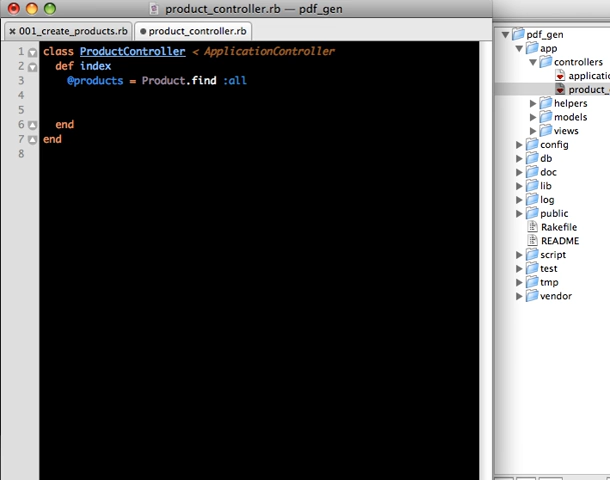 product_controller.rb — pdf_gen
001_create_products.rb
product_controller.rb
1 class ProductController < ApplicationController
2 def index
3 @products = Product.find :all
4
5
6 end
7 end
8
pdf_gen
app
controllers
applicatio
product_
helpers
models
views
config
db
doc
lib
log
public
Rakefile
README
script
test
tmp
vendor